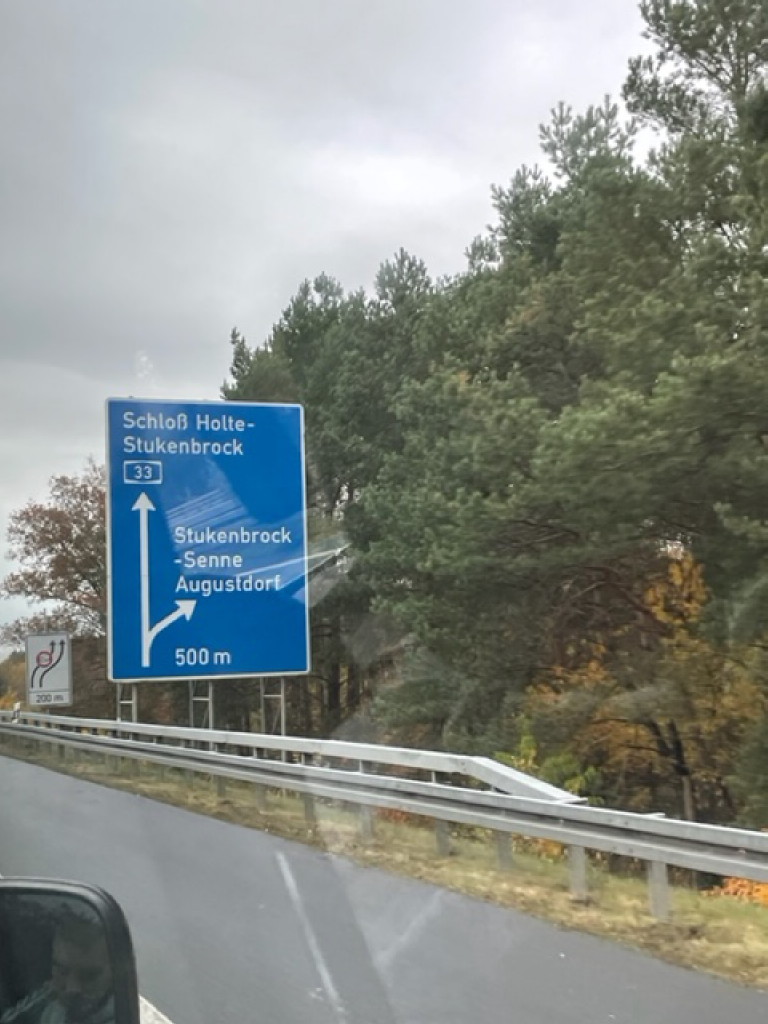 Schloß Holte-
Stukenbrock
33
Stukenbrock
-Senne
Augustdorf
500 m
200 m